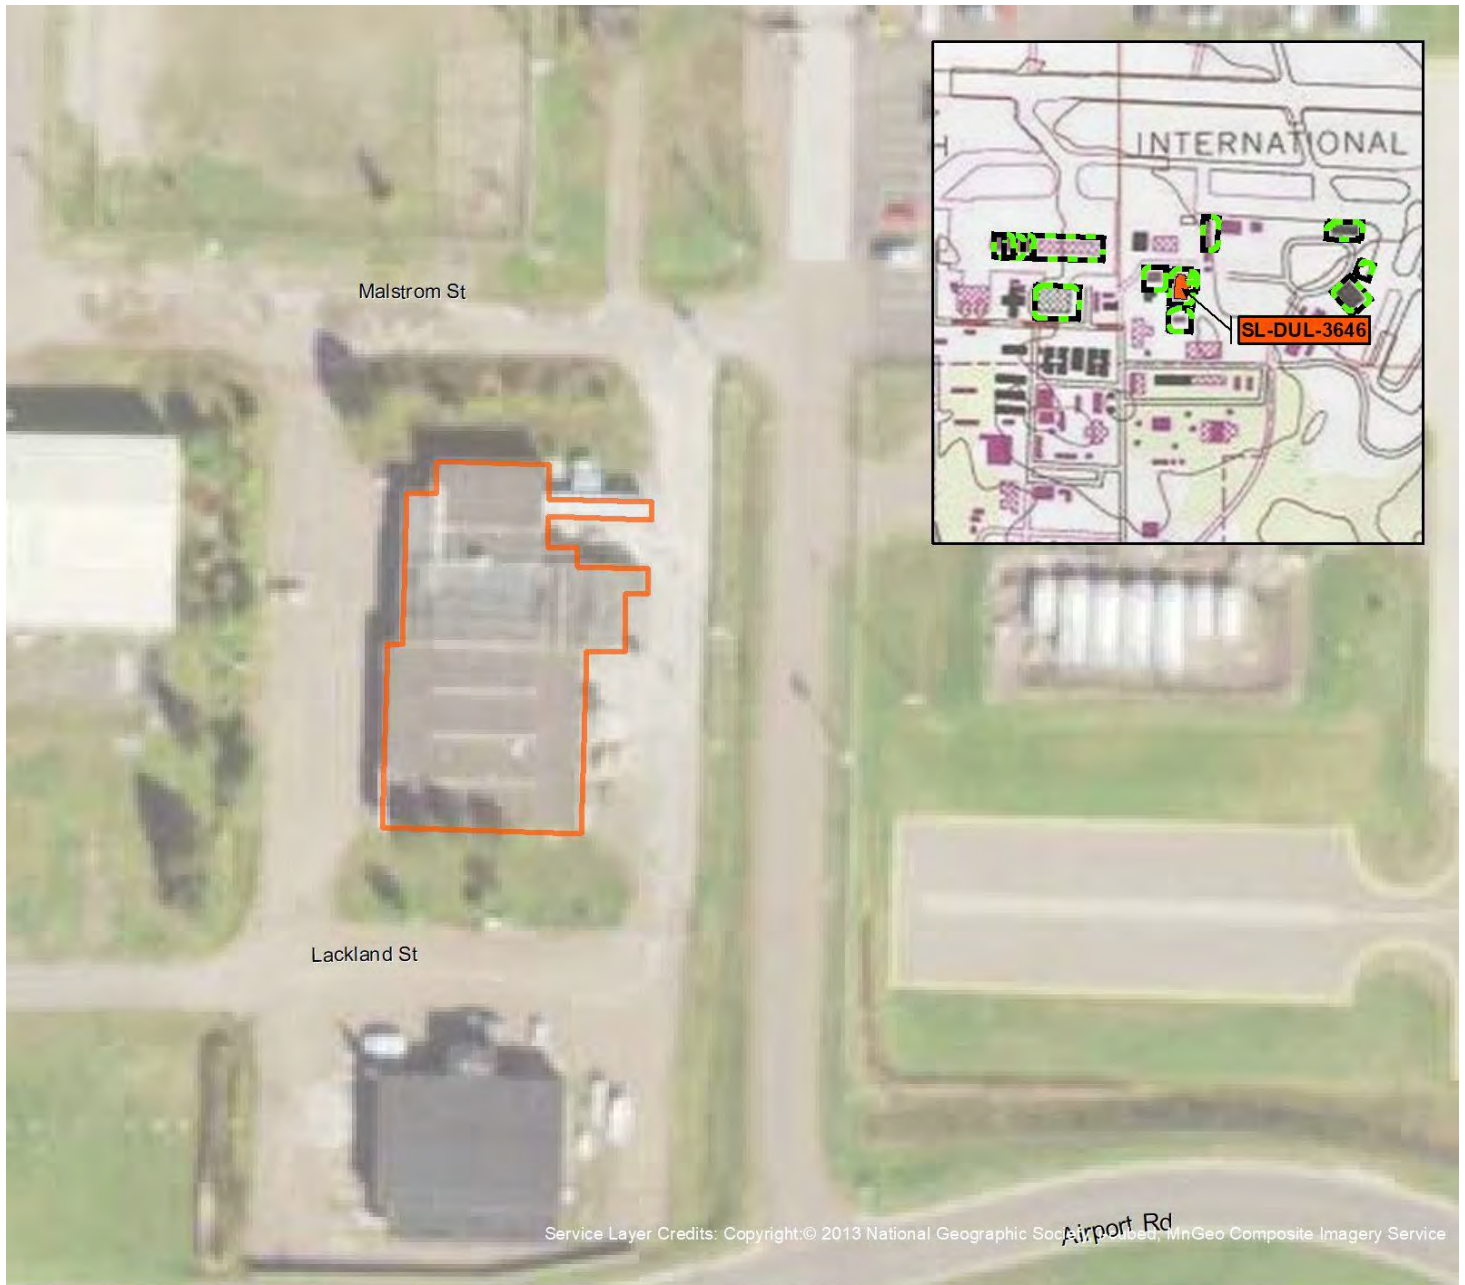 INTERNATIONAL
SL-DUL-3646
Malstrom St
Lackland St
Airport Rd
Service Layer Credits: Copyright:© 2013 National Geographic Society, i-cubed; MnGeo Composite Imagery Service